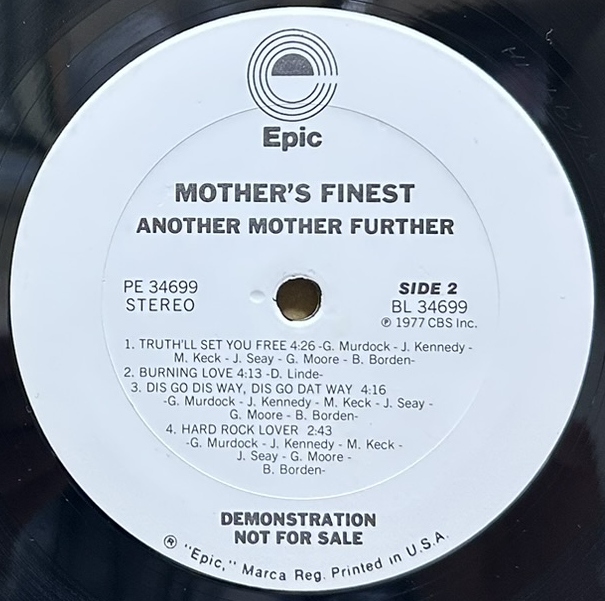 Epic
MOTHER'S FINEST
ANOTHER MOTHER FURTHER
PE 34699
STEREO
SIDE 2
BL 34699
℗ 1977 CBS Inc.
1. TRUTH'LL SET YOU FREE 4:26 -G. Murdock - J. Kennedy -
M. Keck - J. Seay - G. Moore - B. Borden-
2. BURNING LOVE 4:13 -D. Linde-
3. DIS GO DIS WAY, DIS GO DAT WAY 4:16
-G. Murdock - J. Kennedy - M. Keck - J. Seay -
G. Moore - B. Borden-
4. HARD ROCK LOVER 2:43
-G. Murdock - J. Kennedy - M. Keck -
J. Seay - G. Moore -
B. Borden-
DEMONSTRATION
NOT FOR SALE
® "Epic," Marca Reg. Printed in U.S.A.